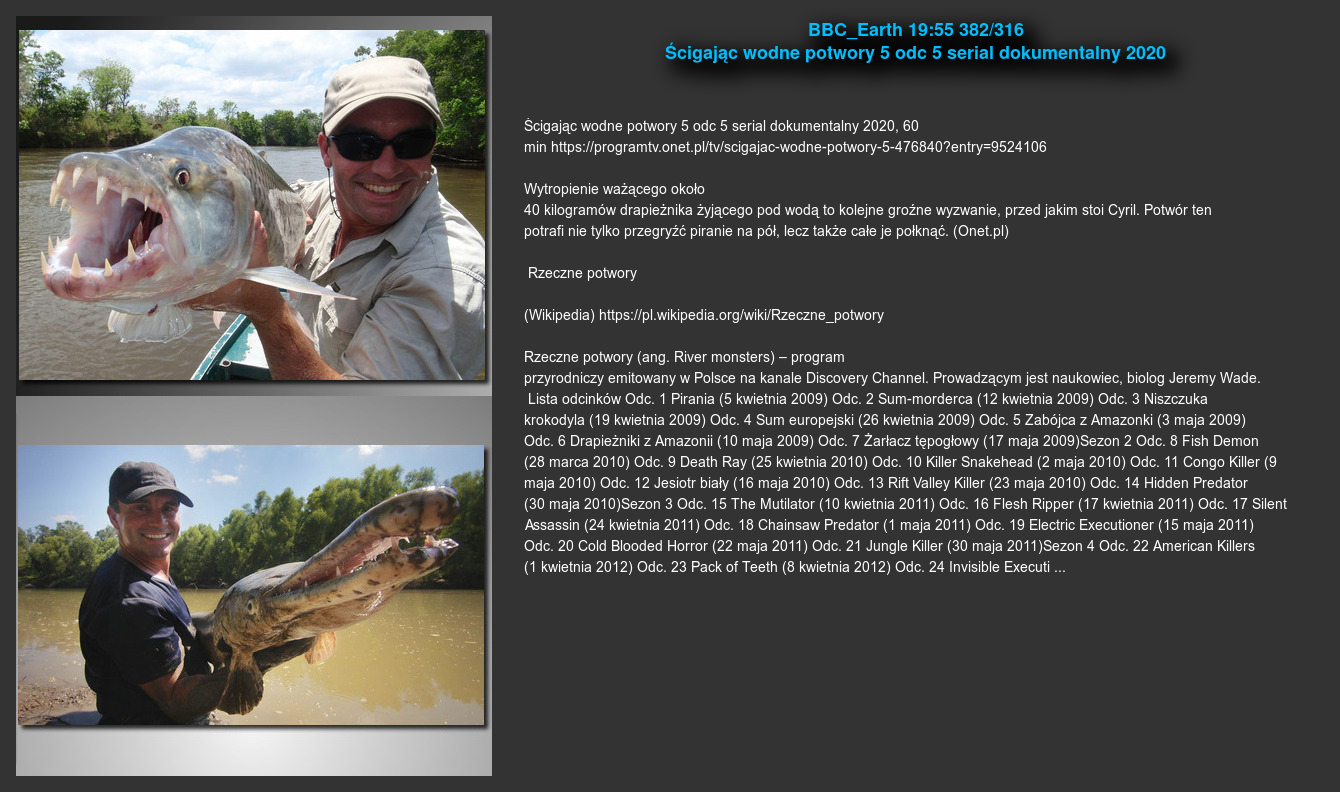 BBC_Earth 19:55 382/316
Ścigając wodne potwory 5 odc 5 serial dokumentalny 2020
Ścigając wodne potwory 5 odc 5 serial dokumentalny 2020, 60
min https://programtv.onet.pl/tv/scigajac-wodne-potwory-5-476840?entry=9524106
Wytropienie ważącego około
40 kilogramów drapieżnika żyjącego pod wodą to kolejne groźne wyzwanie, przed jakim stoi Cyril. Potwór ten
potrafi nie tylko przegryźć piranie na pół, lecz także całe je połknąć. (Onet.pl)
Rzeczne potwory
(Wikipedia) https://pl.wikipedia.org/wiki/Rzeczne_potwory
Rzeczne potwory (ang. River monsters) – program
przyrodniczy emitowany w Polsce na kanale Discovery Channel. Prowadzącym jest naukowiec, biolog Jeremy Wade.
Lista odcinków Odc. 1 Pirania (5 kwietnia 2009) Odc. 2 Sum-morderca (12 kwietnia 2009) Odc. 3 Niszczuka
krokodyla (19 kwietnia 2009) Odc. 4 Sum europejski (26 kwietnia 2009) Odc. 5 Zabójca z Amazonki (3 maja 2009)
Odc. 6 Drapieżniki z Amazonii (10 maja 2009) Odc. 7 Żarłacz tępogłowy (17 maja 2009)Sezon 2 Odc. 8 Fish Demon
(28 marca 2010) Odc. 9 Death Ray (25 kwietnia 2010) Odc. 10 Killer Snakehead (2 maja 2010) Odc. 11 Congo Killer (9
maja 2010) Odc. 12 Jesiotr biały (16 maja 2010) Odc. 13 Rift Valley Killer (23 maja 2010) Odc. 14 Hidden Predator
(30 maja 2010)Sezon 3 Odc. 15 The Mutilator (10 kwietnia 2011) Odc. 16 Flesh Ripper (17 kwietnia 2011) Odc. 17 Silent
Assassin (24 kwietnia 2011) Odc. 18 Chainsaw Predator (1 maja 2011) Odc. 19 Electric Executioner (15 maja 2011)
Odc. 20 Cold Blooded Horror (22 maja 2011) Odc. 21 Jungle Killer (30 maja 2011)Sezon 4 Odc. 22 American Killers
(1 kwietnia 2012) Odc. 23 Pack of Teeth (8 kwietnia 2012) Odc. 24 Invisible Executi ...